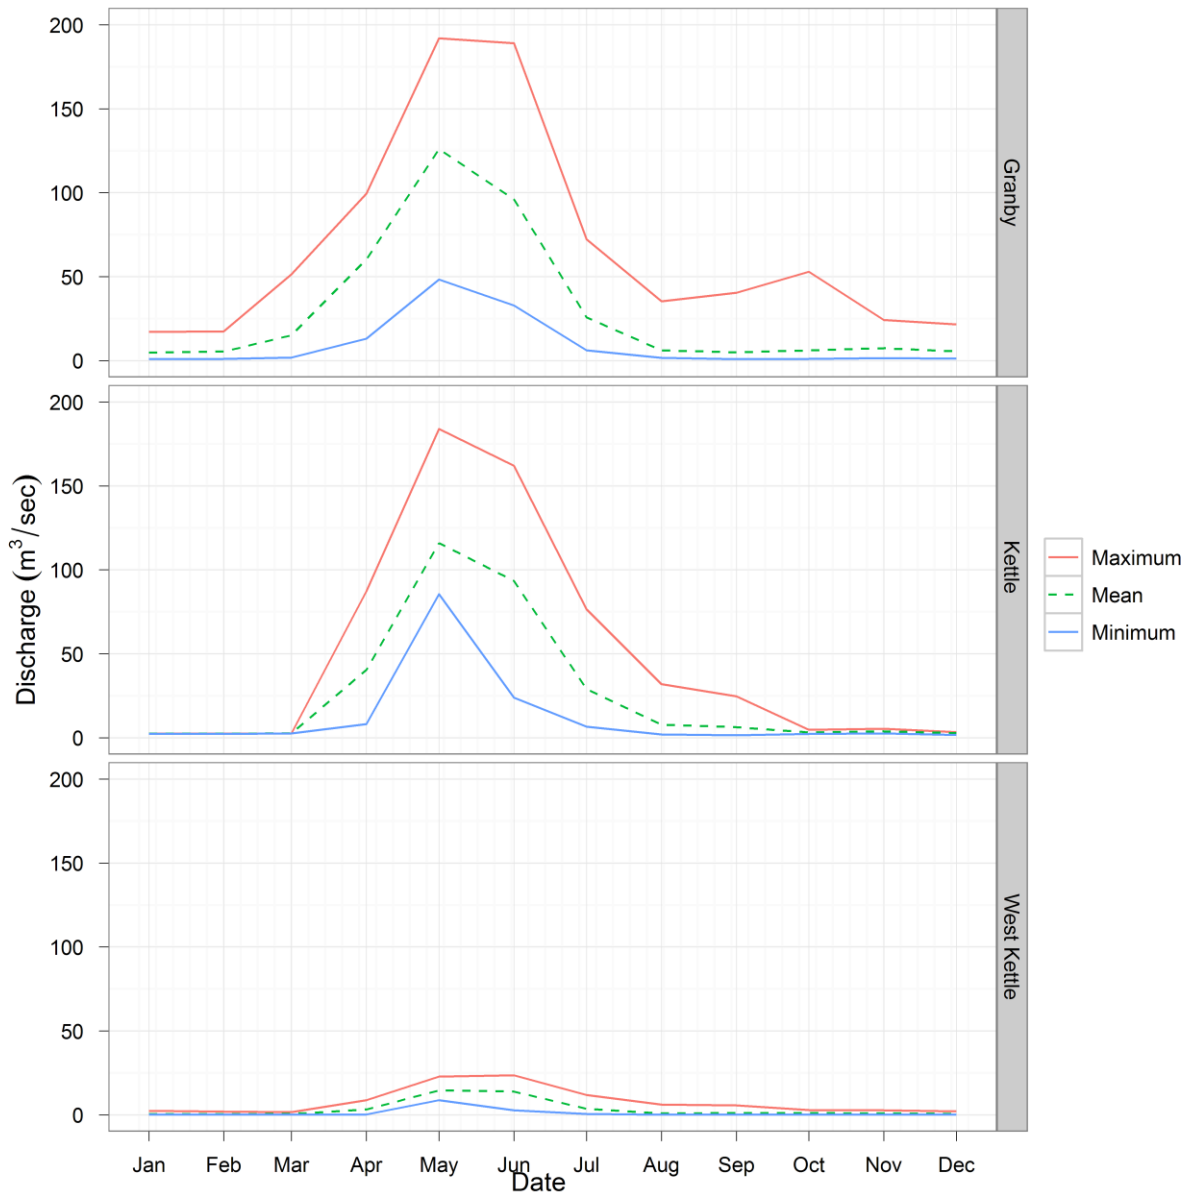 200
150
100
50
0
Granby
200
150
100
50
0
Kettle
200
150
100
50
0
West Kettle
Discharge (m³/sec)
Jan Feb Mar Apr May Jun Jul Aug Sep Oct Nov Dec
Date
Maximum
Mean
Minimum